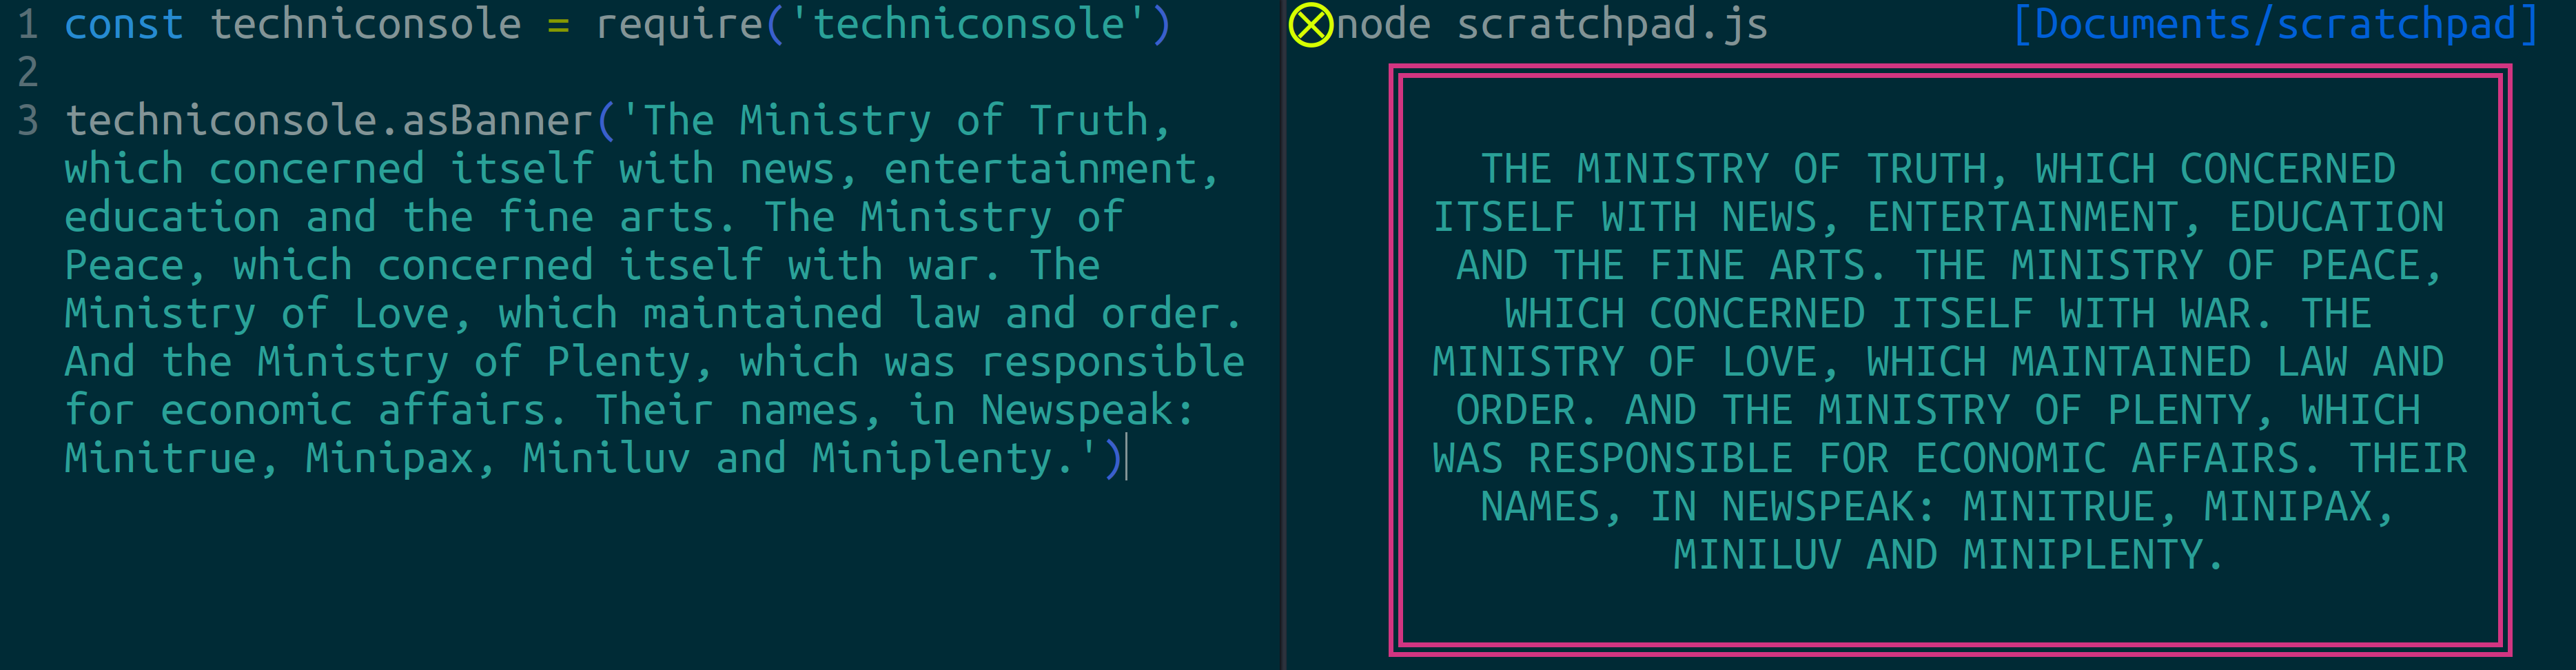 1 const techniconsole = require('techniconsole')
2
3 techniconsole.asBanner('The Ministry of Truth,
which concerned itself with news, entertainment,
education and the fine arts. The Ministry of
Peace, which concerned itself with war. The
Ministry of Love, which maintained law and order.
And the Ministry of Plenty, which was responsible
for economic affairs. Their names, in Newspeak:
Minitrue, Minipax, Miniluv and Miniplenty.')
⊗node scratchpad.js [Documents/scratchpad]
THE MINISTRY OF TRUTH, WHICH CONCERNED
ITSELF WITH NEWS, ENTERTAINMENT, EDUCATION
AND THE FINE ARTS. THE MINISTRY OF PEACE,
WHICH CONCERNED ITSELF WITH WAR. THE
MINISTRY OF LOVE, WHICH MAINTAINED LAW AND
ORDER. AND THE MINISTRY OF PLENTY, WHICH
WAS RESPONSIBLE FOR ECONOMIC AFFAIRS. THEIR
NAMES, IN NEWSPEAK: MINITRUE, MINIPAX,
MINILUV AND MINIPLENTY.